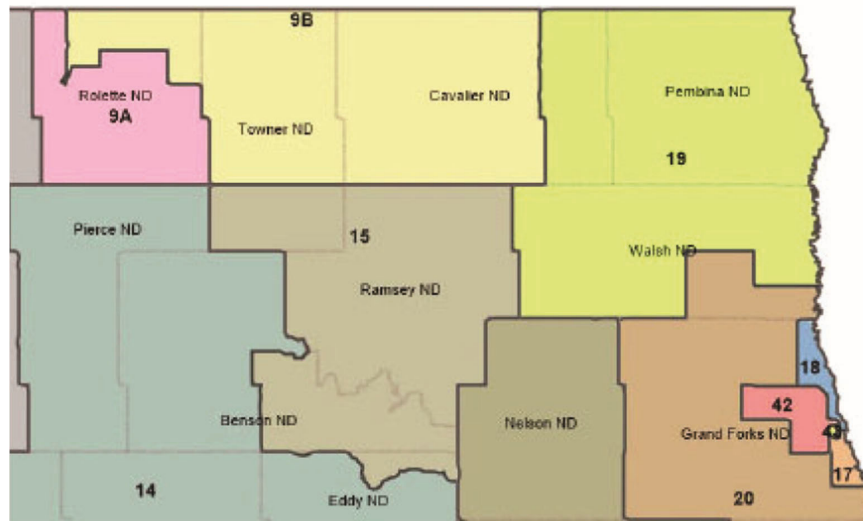 9B
Rolette ND
Cavalier ND
Pembina ND
9A
Towner ND
19
Pierce ND
15
Walsh ND
Ramsey ND
18
42
Benson ND
Nelson ND
Grand Forks ND
17
14
Eddy ND
20